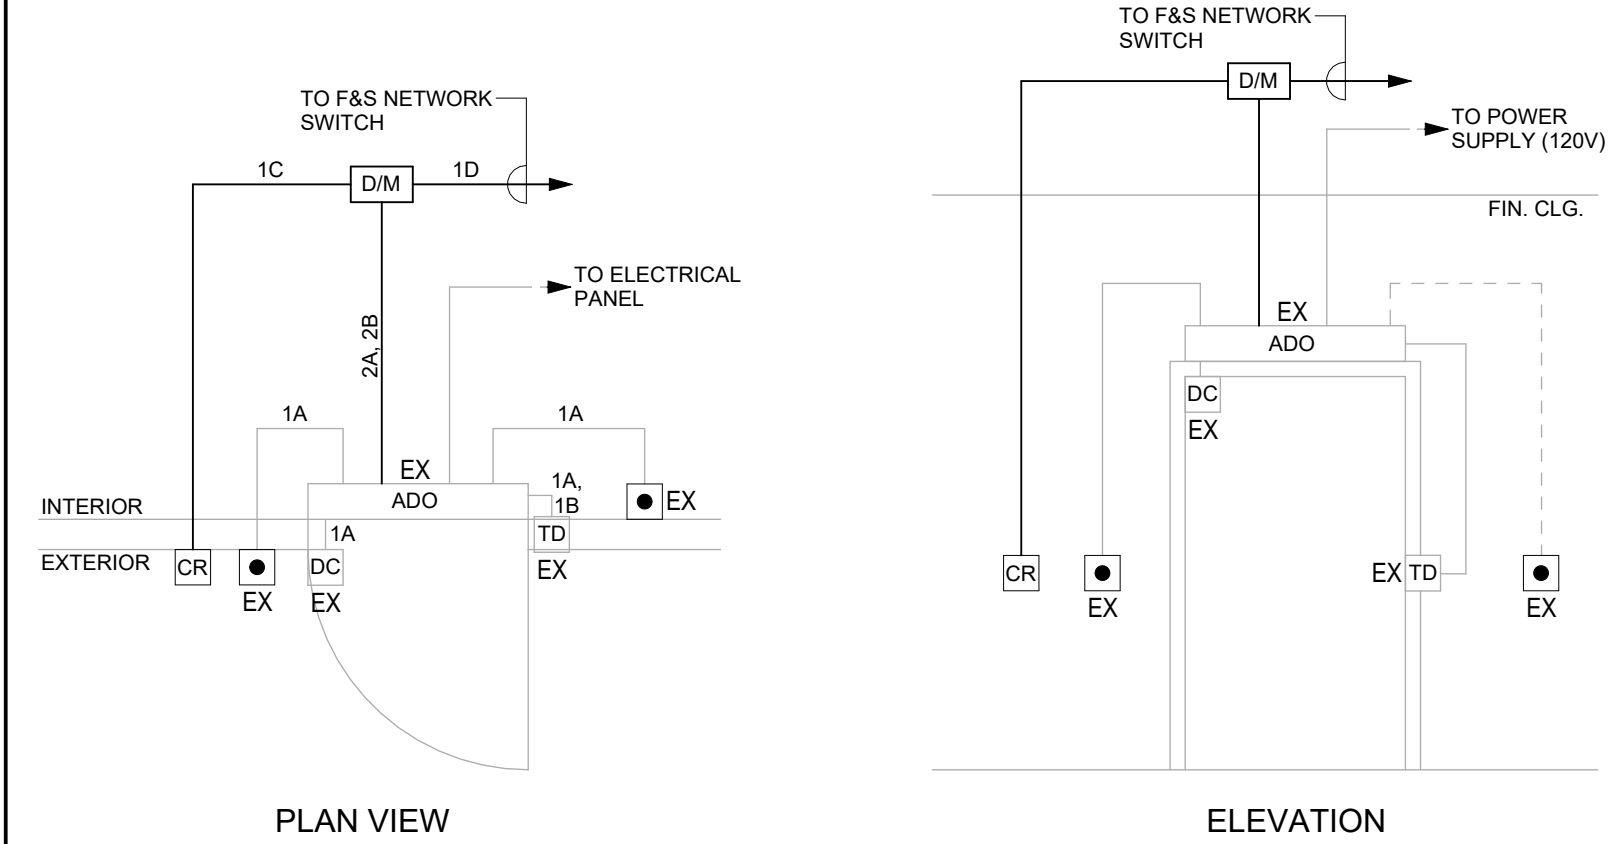 TO F&S NETWORK
SWITCH
1C
D/M
1D
TO ELECTRICAL
PANEL
2A, 2B
1A
1A
EX
ADO
1A,
1B
EX
INTERIOR
1A
TD
EXTERIOR
CR
DC
EX
EX
EX
PLAN VIEW
TO F&S NETWORK
SWITCH
D/M
TO POWER
SUPPLY (120V)
FIN. CLG.
EX
ADO
DC
EX
CR
EX
EX
TD
EX
ELEVATION